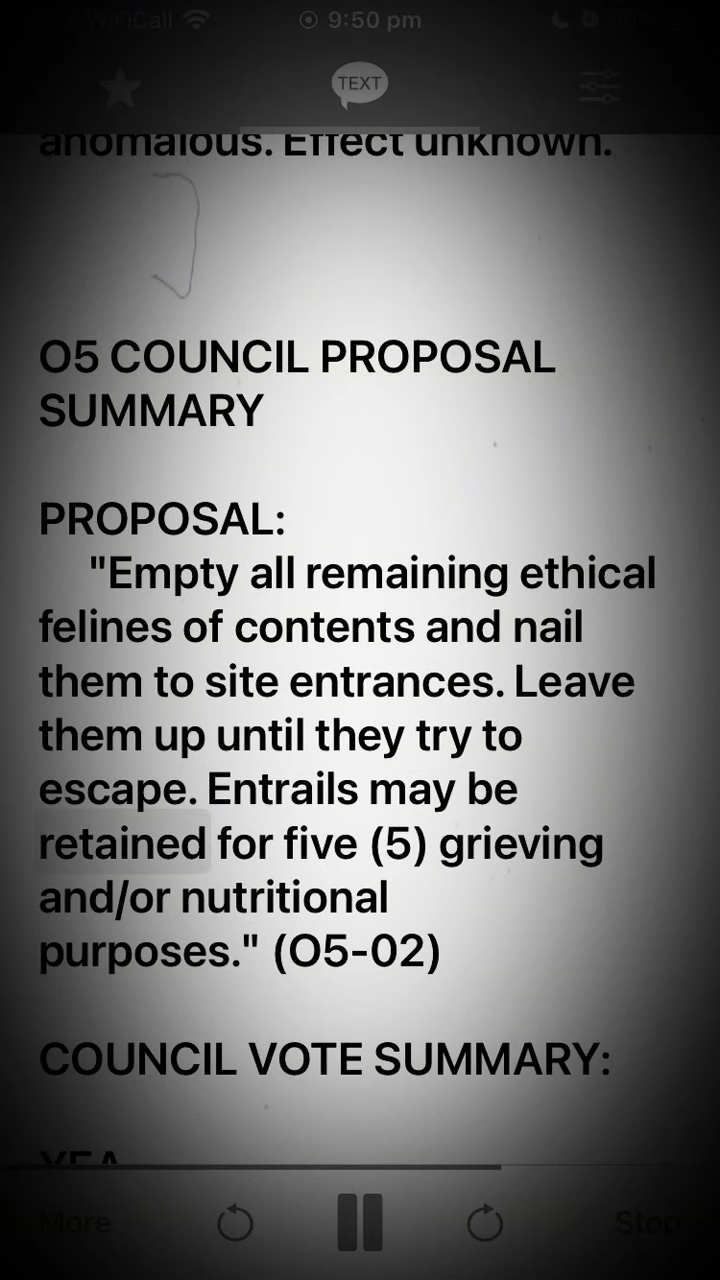 WiFiCall 9:50 pm
TEXT
anomalous. Effect unknown.
O5 COUNCIL PROPOSAL
SUMMARY
PROPOSAL:
"Empty all remaining ethical
felines of contents and nail
them to site entrances. Leave
them up until they try to
escape. Entrails may be
retained for five (5) grieving
and/or nutritional
purposes." (O5-02)
COUNCIL VOTE SUMMARY:
YEA
More Stop